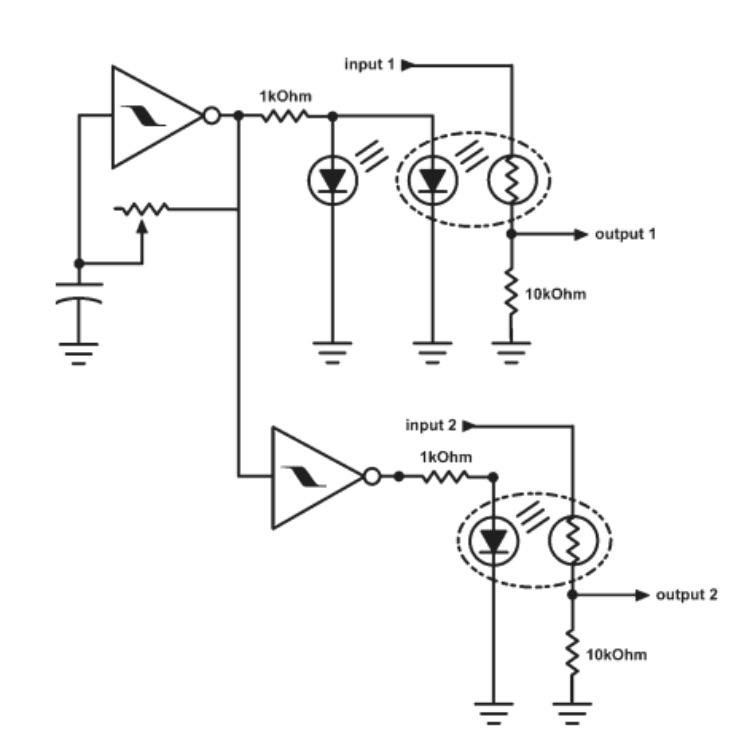 input 1
1kOhm
output 1
10kOhm
input 2
1kOhm
output 2
10kOhm